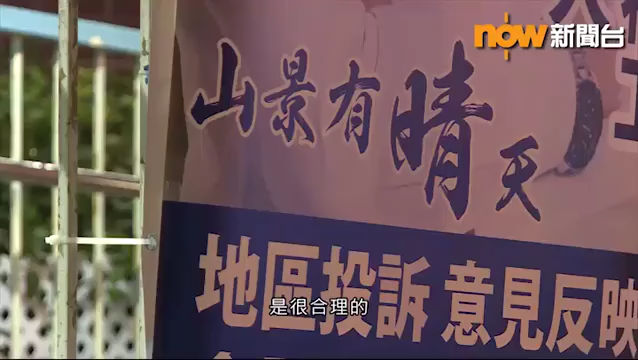 now新聞台
山景有晴天
地區投訴 意見反映
是很合理的